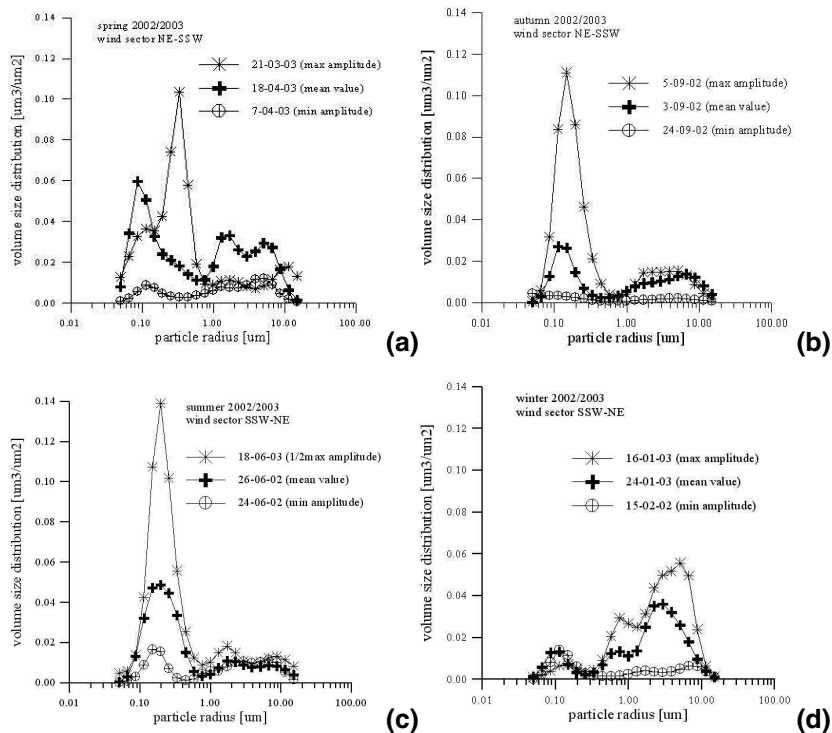 spring 2002/2003
wind sector NE-SSW
21-03-03 (max amplitude)
18-04-03 (mean value)
7-04-03 (min amplitude)
volume size distribution [um3/um2]
0.14
0.12
0.10
0.08
0.06
0.04
0.02
0.00
0.01 0.10 1.00 10.00 100.00
particle radius [um]
(a)
autumn 2002/2003
wind sector NE-SSW
5-09-02 (max amplitude)
3-09-02 (mean value)
24-09-02 (min amplitude)
volume size distribution [um3/um2]
0.14
0.12
0.10
0.08
0.06
0.04
0.02
0.00
0.01 0.10 1.00 10.00 100.00
particle radius [um]
(b)
summer 2002/2003
wind sector SSW-NE
18-06-03 (1/2max amplitude)
26-06-02 (mean value)
24-06-02 (min amplitude)
volume size distribution [um3/um2]
0.14
0.12
0.10
0.08
0.06
0.04
0.02
0.00
0.01 0.10 1.00 10.00 100.00
particle radius [um]
(c)
winter 2002/2003
wind sector SSW-NE
16-01-03 (max amplitude)
24-01-03 (mean value)
15-02-02 (min amplitude)
volume size distribution [um3/um2]
0.14
0.12
0.10
0.08
0.06
0.04
0.02
0.00
0.01 0.10 1.00 10.00 100.00
particle radius [um]
(d)